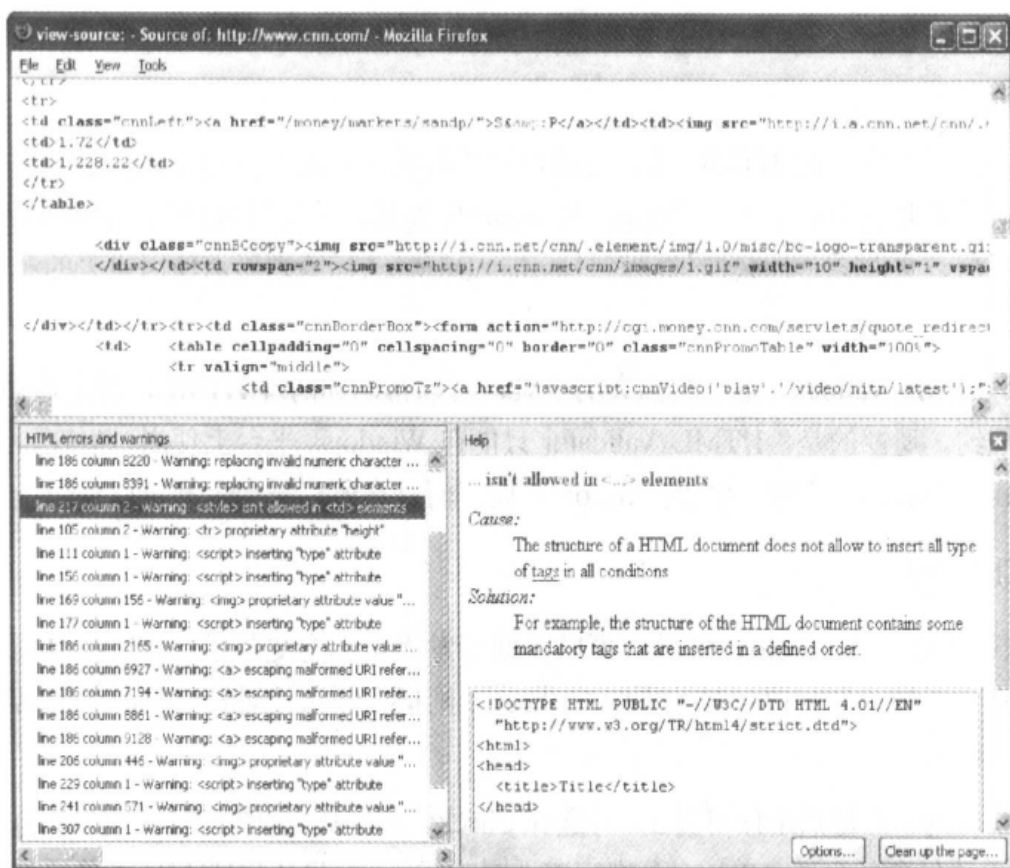 view-source: - Source of: http://www.cnn.com/ - Mozilla Firefox
File Edit View Tools
</tr>
<tr>
<td class="cnnLeft"><a href="/money/markets/sandp/">S&amp;P</a></td><td><img src="http://i.a.cnn.net/cnn/.
<td>1.72</td>
<td>1,228.22</td>
</tr>
</table>
<div class="cnnBCcopy"><img src="http://i.cnn.net/cnn/.element/img/1.0/misc/bc-logo-transparent.gi
</div></td><td rowspan="2"><img src="http://i.cnn.net/cnn/images/1.gif" width="10" height="1" vspa
</div></td></tr><tr><td class="cnnBorderBox"><form action="http://cgi.money.cnn.com/servlets/quote_redirect
<td> <table cellpadding="0" cellspacing="0" border="0" class="cnnPromoTable" width="100%">
<tr valign="middle">
<td class="cnnPromoTz"><a href="javascript:cnnVideo('play','/video/nitn/latest');"
HTML errors and warnings
line 186 column 8220 - Warning: replacing invalid numeric character ...
line 186 column 8391 - Warning: replacing invalid numeric character ...
line 217 column 2 - Warning: <style> isn't allowed in <td> elements
line 105 column 2 - Warning: <tr> proprietary attribute "height"
line 111 column 1 - Warning: <script> inserting "type" attribute
line 156 column 1 - Warning: <script> inserting "type" attribute
line 169 column 156 - Warning: <img> proprietary attribute value "...
line 177 column 1 - Warning: <script> inserting "type" attribute
line 186 column 2165 - Warning: <img> proprietary attribute value ...
line 186 column 6927 - Warning: <a> escaping malformed URI refer...
line 186 column 7194 - Warning: <a> escaping malformed URI refer...
line 186 column 8861 - Warning: <a> escaping malformed URI refer...
line 186 column 9128 - Warning: <a> escaping malformed URI refer...
line 206 column 446 - Warning: <img> proprietary attribute value "...
line 229 column 1 - Warning: <script> inserting "type" attribute
line 241 column 571 - Warning: <img> proprietary attribute value "...
line 307 column 1 - Warning: <script> inserting "type" attribute
Help
... isn't allowed in <...> elements
Cause:
The structure of a HTML document does not allow to insert all type
of tags in all conditions
Solution:
For example, the structure of the HTML document contains some
mandatory tags that are inserted in a defined order.
<!DOCTYPE HTML PUBLIC "-//W3C//DTD HTML 4.01//EN"
"http://www.w3.org/TR/html4/strict.dtd">
<html>
<head>
<title>Title</title>
</head>
Options... Clean up the page...